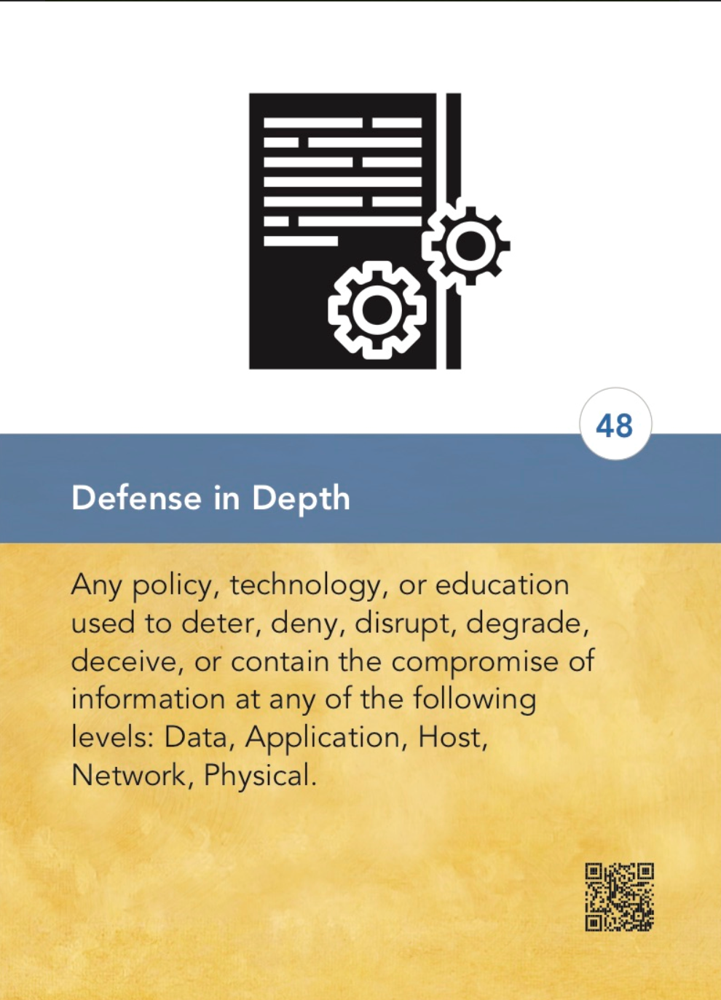 48
Defense in Depth
Any policy, technology, or education
used to deter, deny, disrupt, degrade,
deceive, or contain the compromise of
information at any of the following
levels: Data, Application, Host,
Network, Physical.